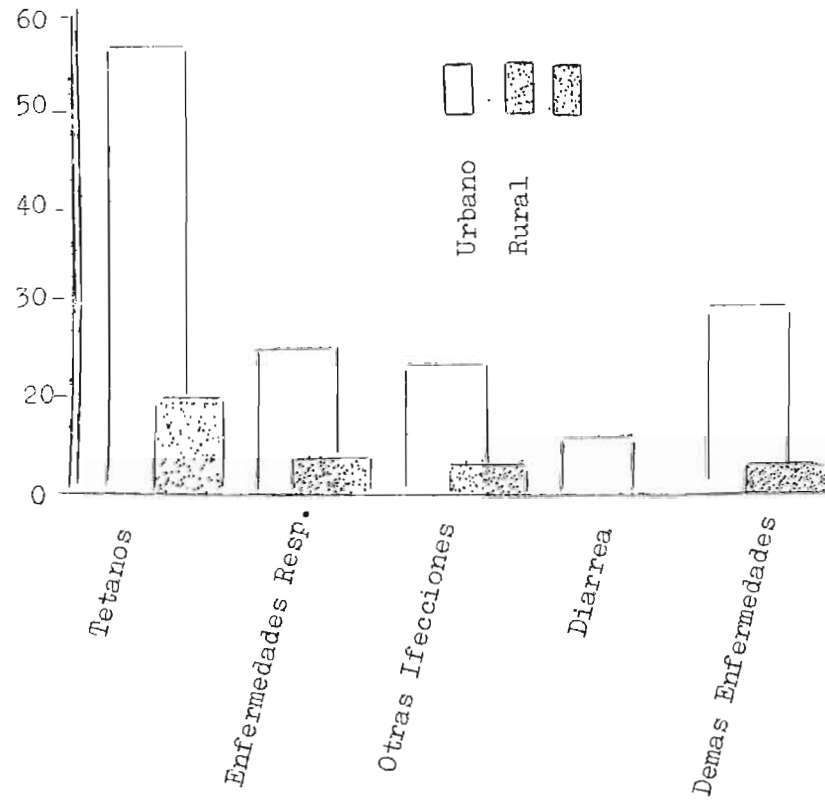 60
50
40
30
20
0
Urbano
Rural
Tetanos
Enfermedades Resp.
Otras Ifecciones
Diarrea
Demas Enfermedades